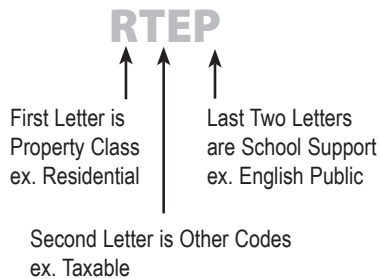 RTEP
First Letter is
Property Class
ex. Residential
Last Two Letters
are School Support
ex. English Public
Second Letter is Other Codes
ex. Taxable